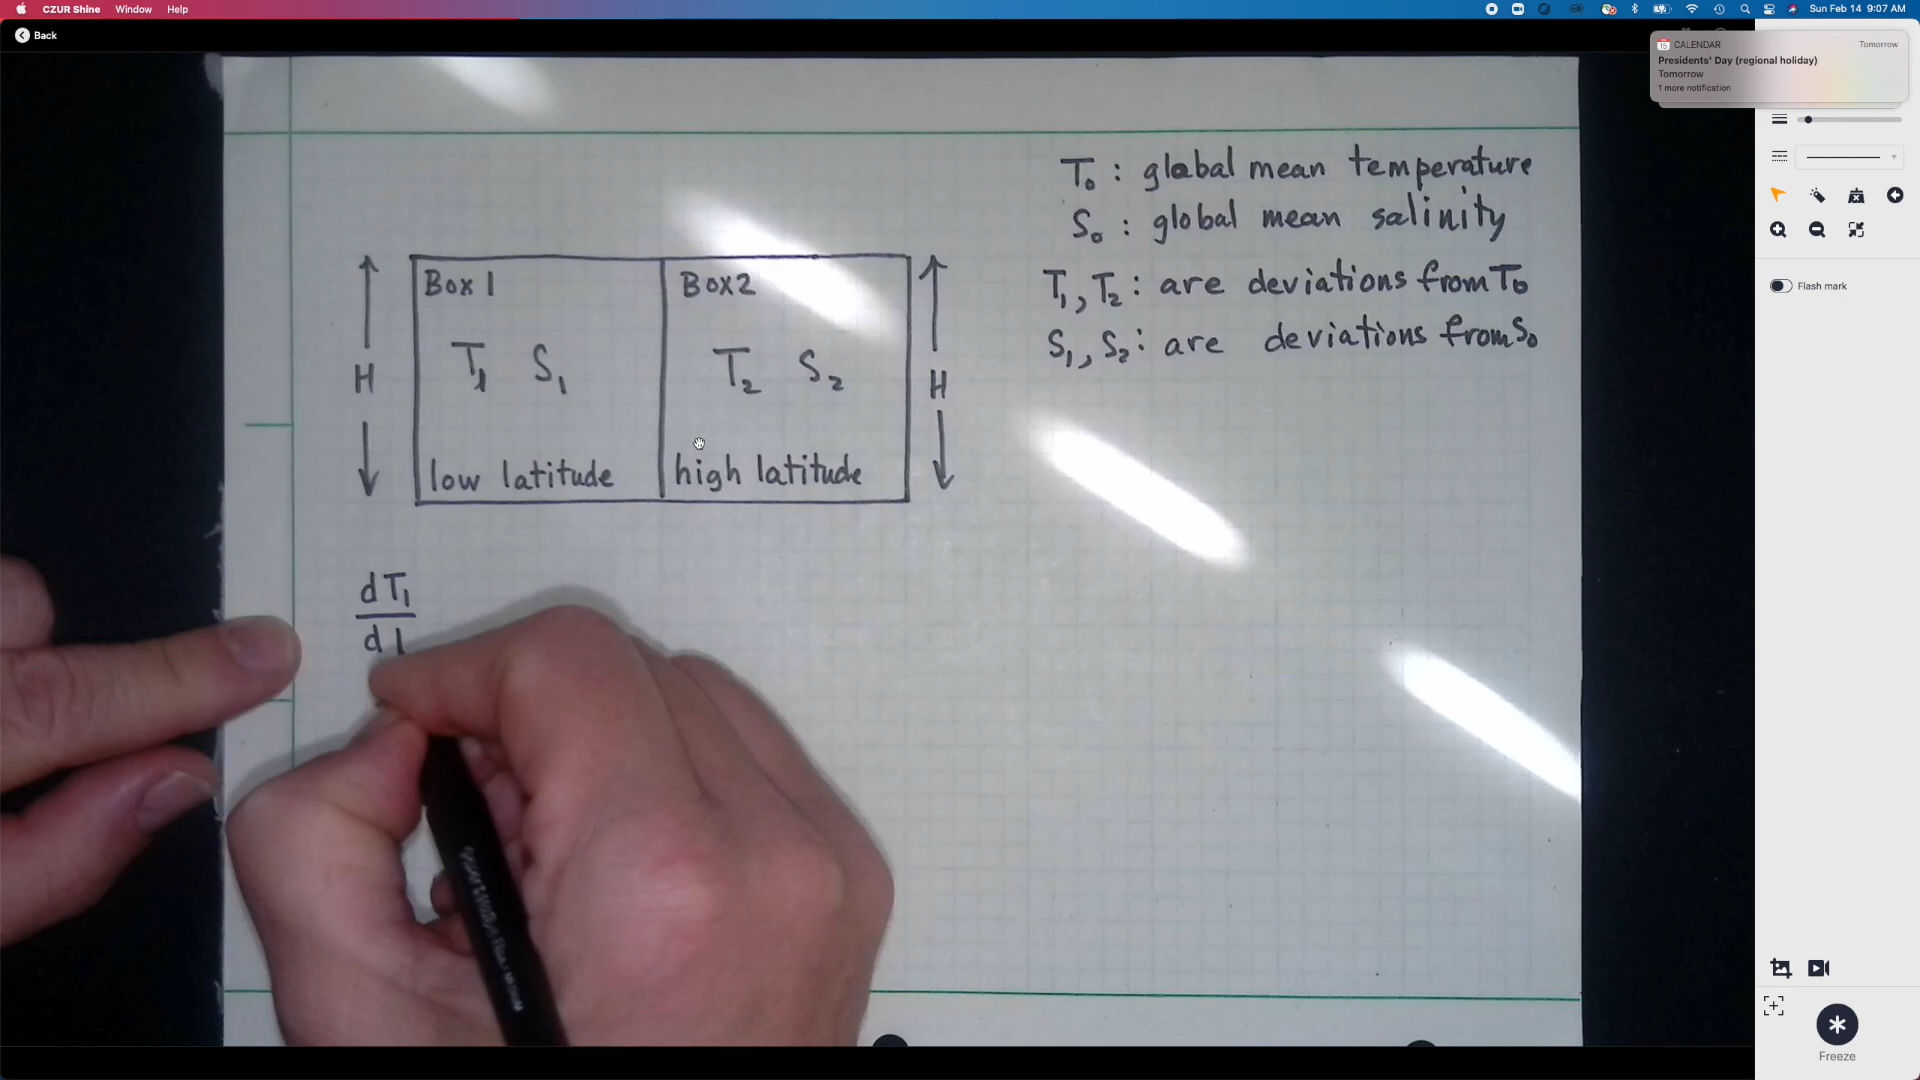 CZUR Shine Window Help
Sun Feb 14 9:07 AM
Back
CALENDAR Tomorrow
Presidents' Day (regional holiday)
Tomorrow
1 more notification
T₀ : global mean temperature
S₀ : global mean salinity
T₁, T₂ : are deviations from T₀
S₁, S₂ : are deviations from S₀
Box 1 Box 2
H T₁ S₁ T₂ S₂ H
low latitude high latitude
dT₁
d
Flash mark
Freeze